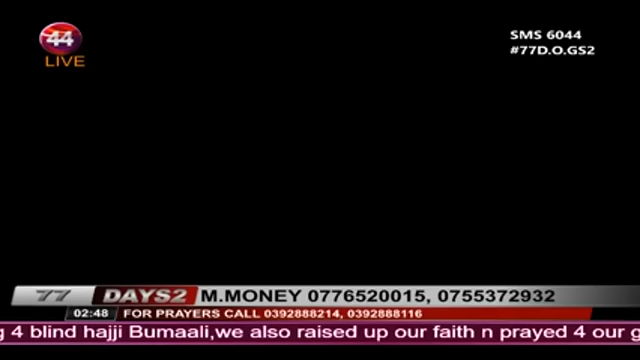 44
LIVE
SMS 6044
#77D.O.GS2
77 DAYS2 M.MONEY 0776520015, 0755372932
02:48 FOR PRAYERS CALL 0392888214, 0392888116
g 4 blind hajji Bumaali,we also raised up our faith n prayed 4 our g